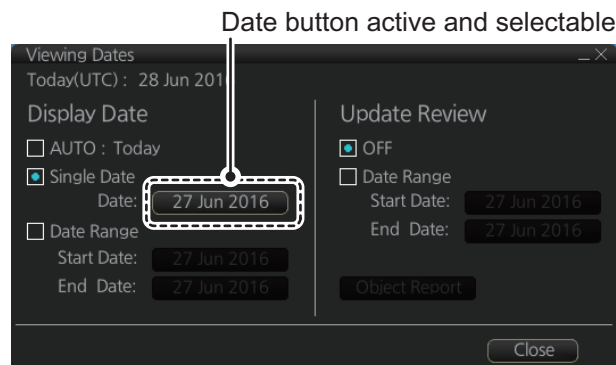 Date button active and selectable
Viewing Dates
Today(UTC) : 28 Jun 201
Display Date
AUTO : Today
Single Date
Date: 27 Jun 2016
Date Range
Start Date: 27 Jun 2016
End Date: 27 Jun 2016
Update Review
OFF
Date Range
Start Date: 27 Jun 2016
End Date: 27 Jun 2016
Object Report
Close